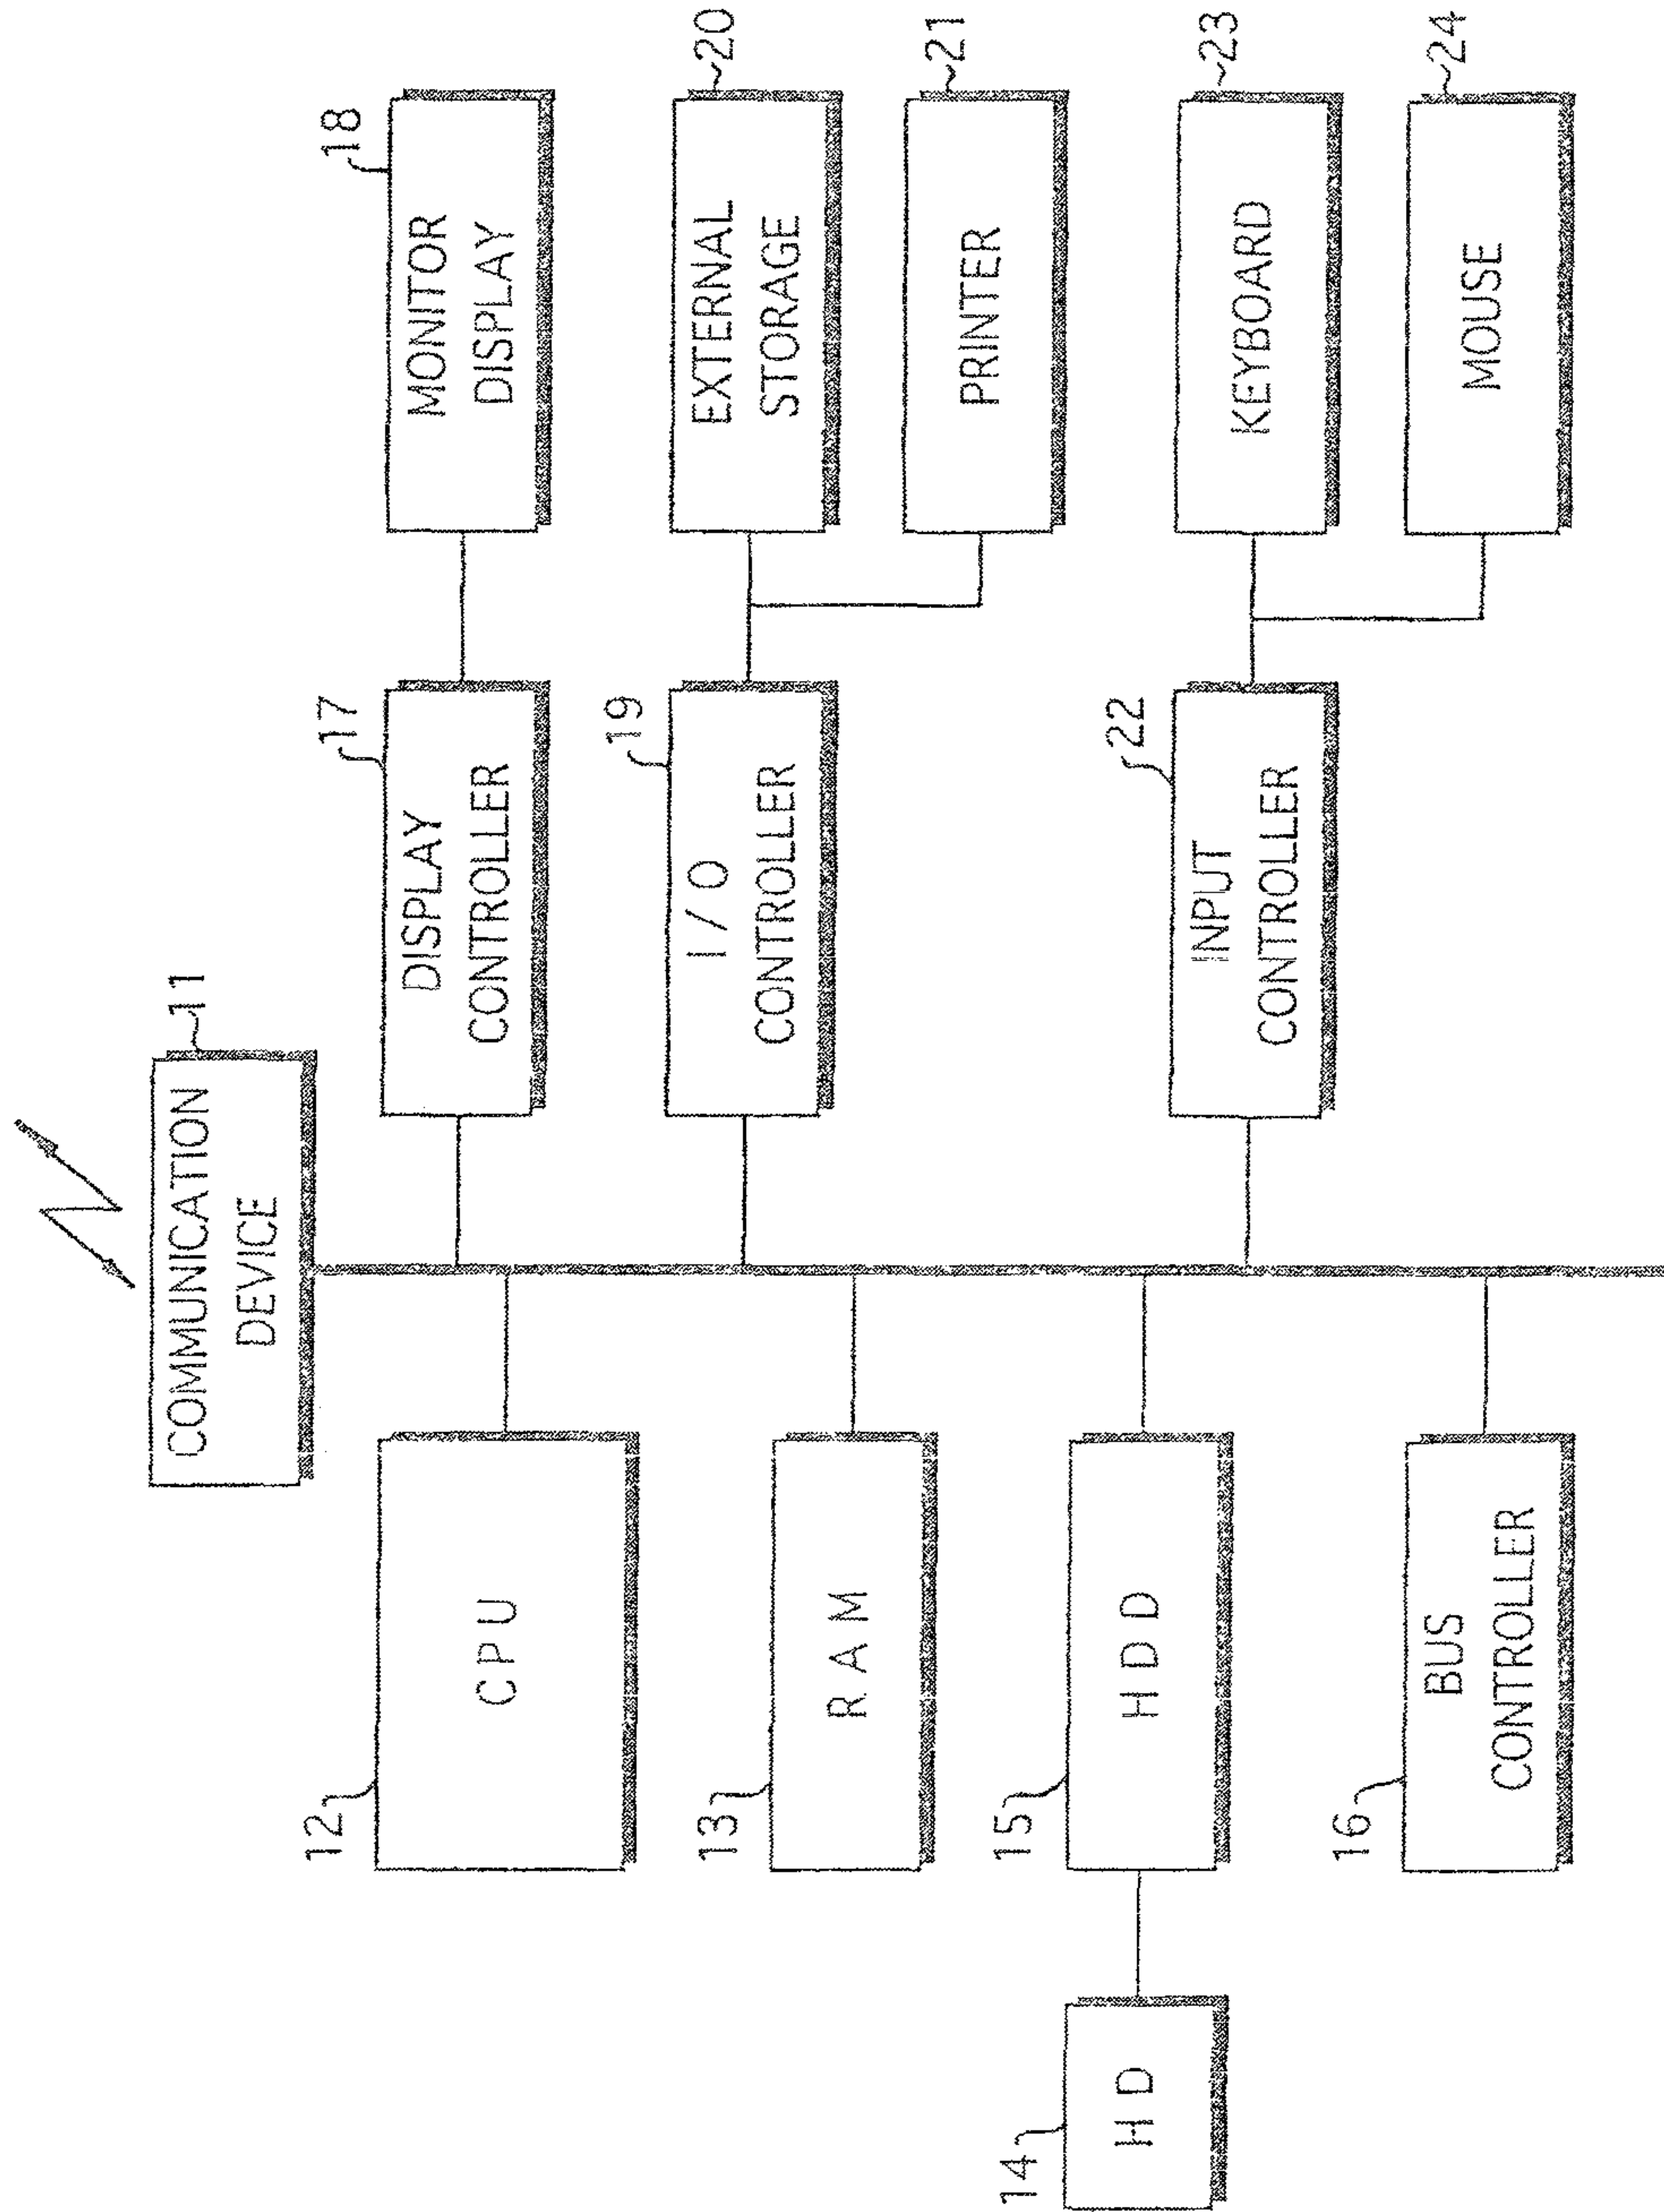 11
COMMUNICATION
DEVICE
12
CPU
13
RAM
14
HD
15
HDD
16
BUS
CONTROLLER
17
DISPLAY
CONTROLLER
18
MONITOR
DISPLAY
19
I/O
CONTROLLER
20
EXTERNAL
STORAGE
21
PRINTER
22
INPUT
CONTROLLER
23
KEYBOARD
24
MOUSE